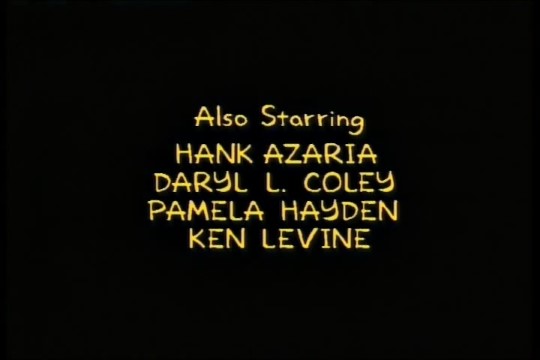 Also Starring
HANK AZARIA
DARYL L. COLEY
PAMELA HAYDEN
KEN LEVINE